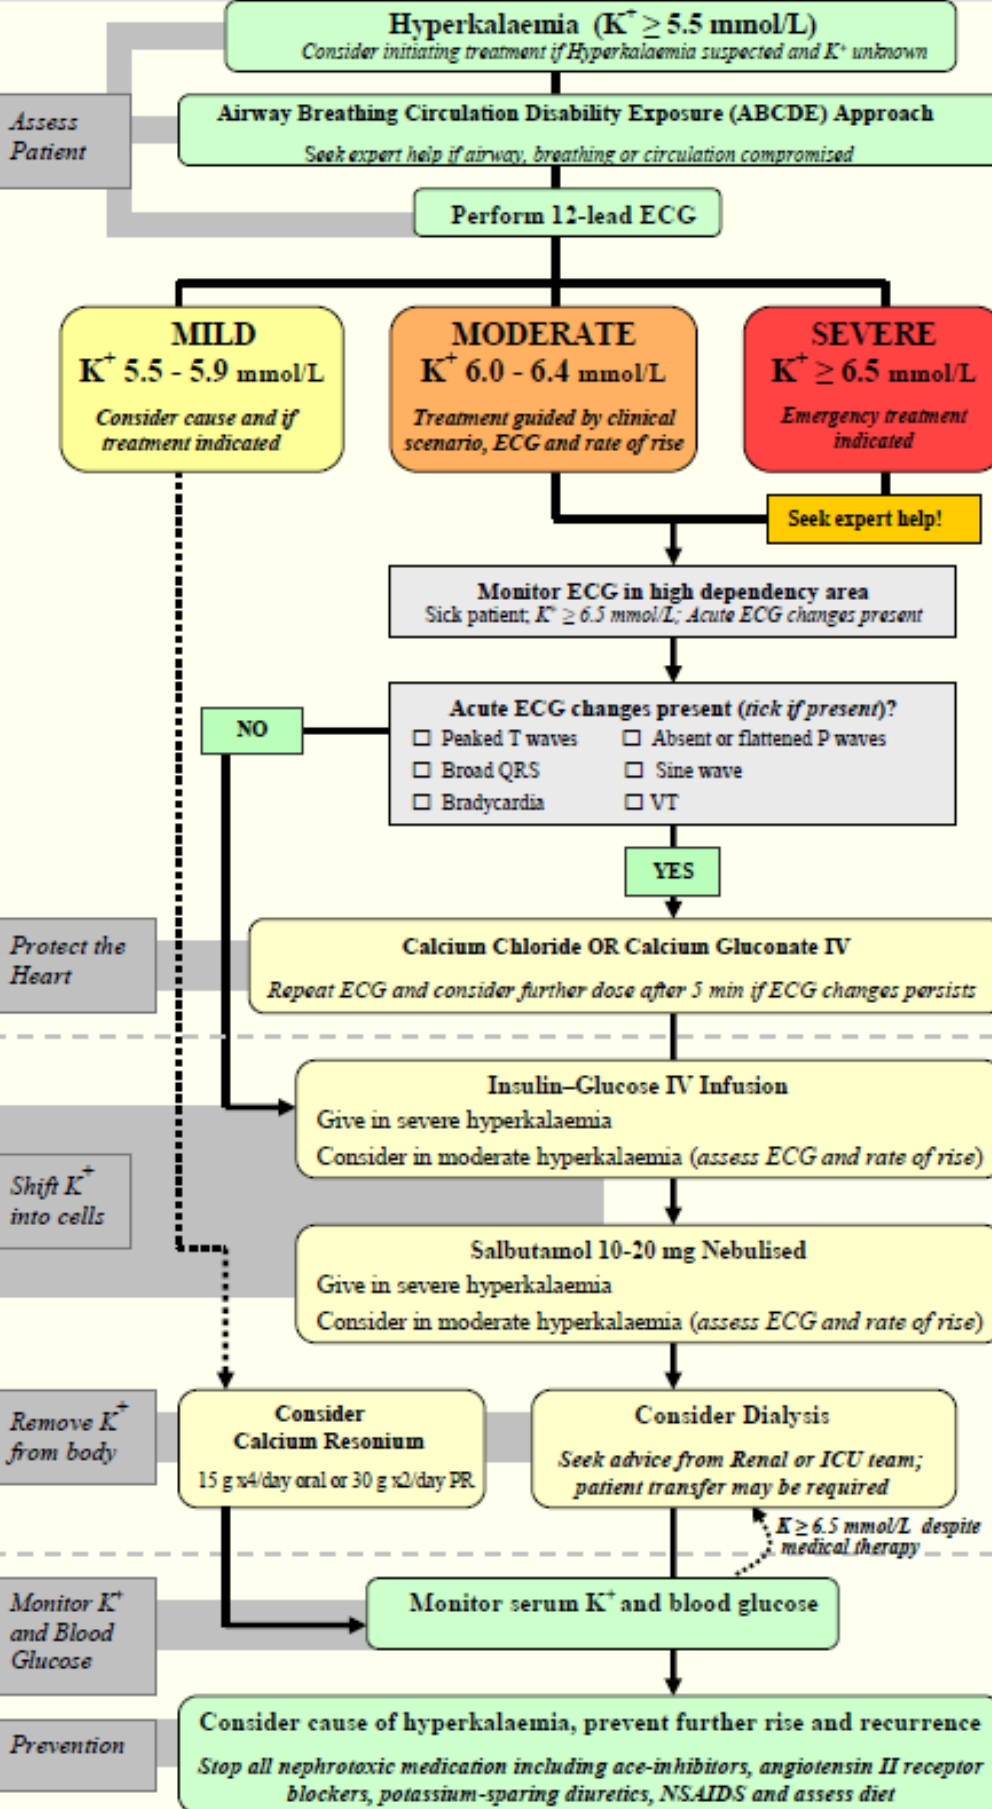 Hyperkalaemia (K+ ≥ 5.5 mmol/L)
Consider initiating treatment if Hyperkalaemia suspected and K+ unknown
Assess
Patient
Airway Breathing Circulation Disability Exposure (ABCDE) Approach
Seek expert help if airway, breathing or circulation compromised
Perform 12-lead ECG
MILD
K+ 5.5 - 5.9 mmol/L
Consider cause and if
treatment indicated
MODERATE
K+ 6.0 - 6.4 mmol/L
Treatment guided by clinical
scenario, ECG and rate of rise
SEVERE
K+ ≥ 6.5 mmol/L
Emergency treatment
indicated
Seek expert help!
Monitor ECG in high dependency area
Sick patient; K+ ≥ 6.5 mmol/L; Acute ECG changes present
Acute ECG changes present (tick if present)?
☐ Peaked T waves ☐ Absent or flattened P waves
☐ Broad QRS ☐ Sine wave
☐ Bradycardia ☐ VT
NO
YES
Protect the
Heart
Calcium Chloride OR Calcium Gluconate IV
Repeat ECG and consider further dose after 5 min if ECG changes persists
Insulin–Glucose IV Infusion
Give in severe hyperkalaemia
Consider in moderate hyperkalaemia (assess ECG and rate of rise)
Shift K+
into cells
Salbutamol 10-20 mg Nebulised
Give in severe hyperkalaemia
Consider in moderate hyperkalaemia (assess ECG and rate of rise)
Remove K+
from body
Consider
Calcium Resonium
15 g x4/day oral or 30 g x2/day PR
Consider Dialysis
Seek advice from Renal or ICU team;
patient transfer may be required
K ≥ 6.5 mmol/L despite
medical therapy
Monitor K+
and Blood
Glucose
Monitor serum K+ and blood glucose
Prevention
Consider cause of hyperkalaemia, prevent further rise and recurrence
Stop all nephrotoxic medication including ace-inhibitors, angiotensin II receptor
blockers, potassium-sparing diuretics, NSAIDS and assess diet